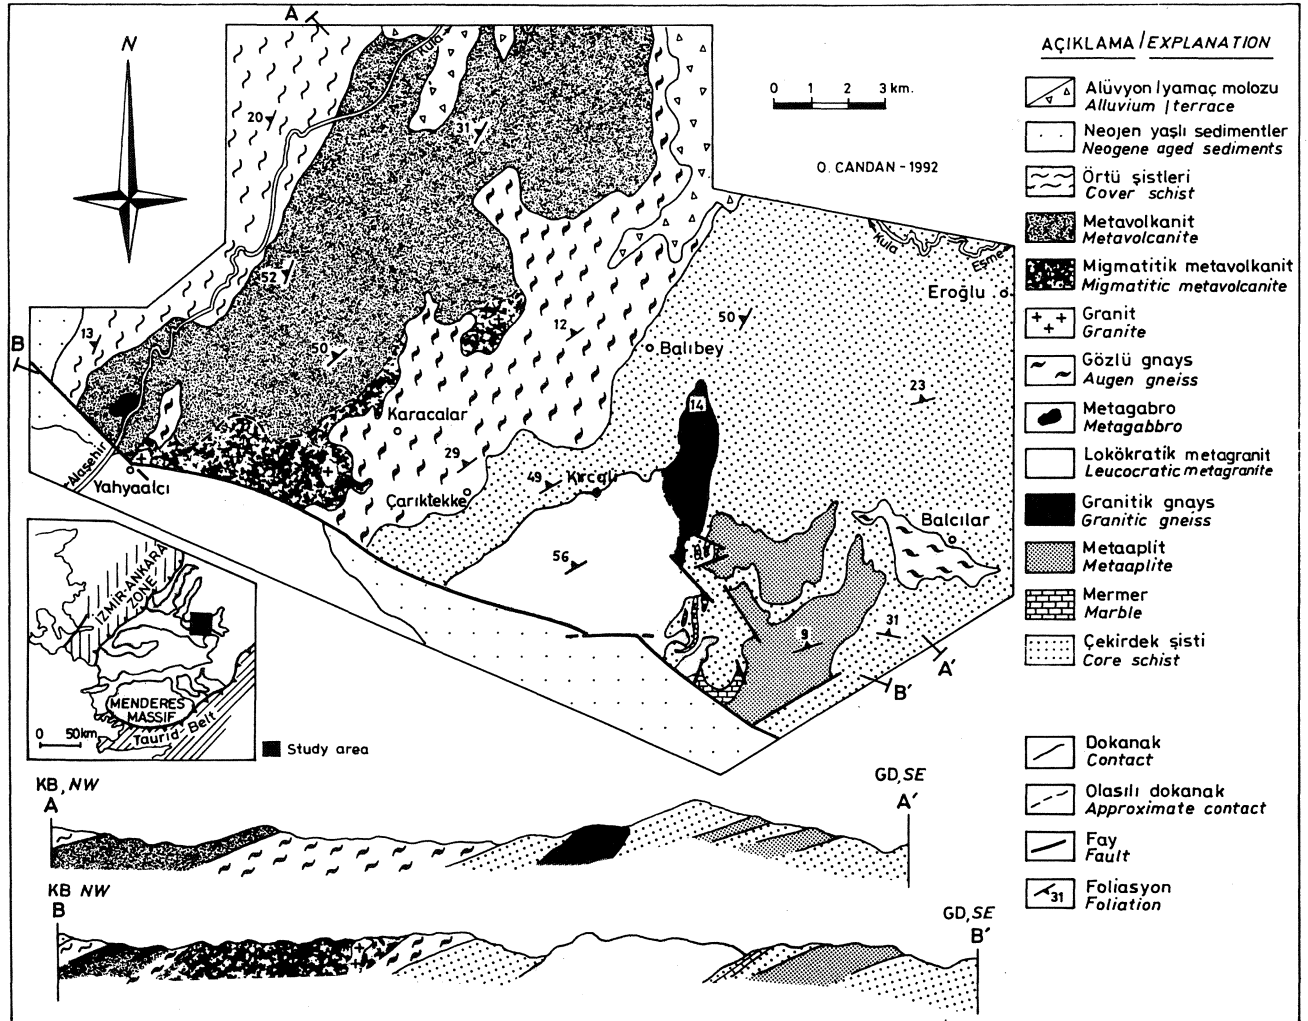 A
N
Kula
0 1 2 3 km.
O. CANDAN - 1992
20
31
52
13
B
50
12
50
Balıbey
Kula
Eşme
Eroğlu
23
14
Karacalar
29
49
Kırcalı
Çarıktekke
Alaşehir
Yahyaalcı
56
Balcılar
9
31
A'
B'
AÇIKLAMA / EXPLANATION
Alüvyon / yamaç molozu
Alluvium / terrace
Neojen yaşlı sedimentler
Neogene aged sediments
Örtü şistleri
Cover schist
Metavolkanit
Metavolcanite
Migmatitik metavolkanit
Migmatitic metavolcanite
Granit
Granite
Gözlü gnays
Augen gneiss
Metagabro
Metagabbro
Lokökratik metagranit
Leucocratic metagranite
Granitik gnays
Granitic gneiss
Metaaplit
Metaaplite
Mermer
Marble
Çekirdek şisti
Core schist
Dokanak
Contact
Olasılı dokanak
Approximate contact
Fay
Fault
31
Foliasyon
Foliation
İZMİR-ANKARA
ZONE
MENDERES
MASSIF
Taurid-Belt
0 50km
Study area
KB, NW
A
GD, SE
A'
KB NW
B
GD, SE
B'